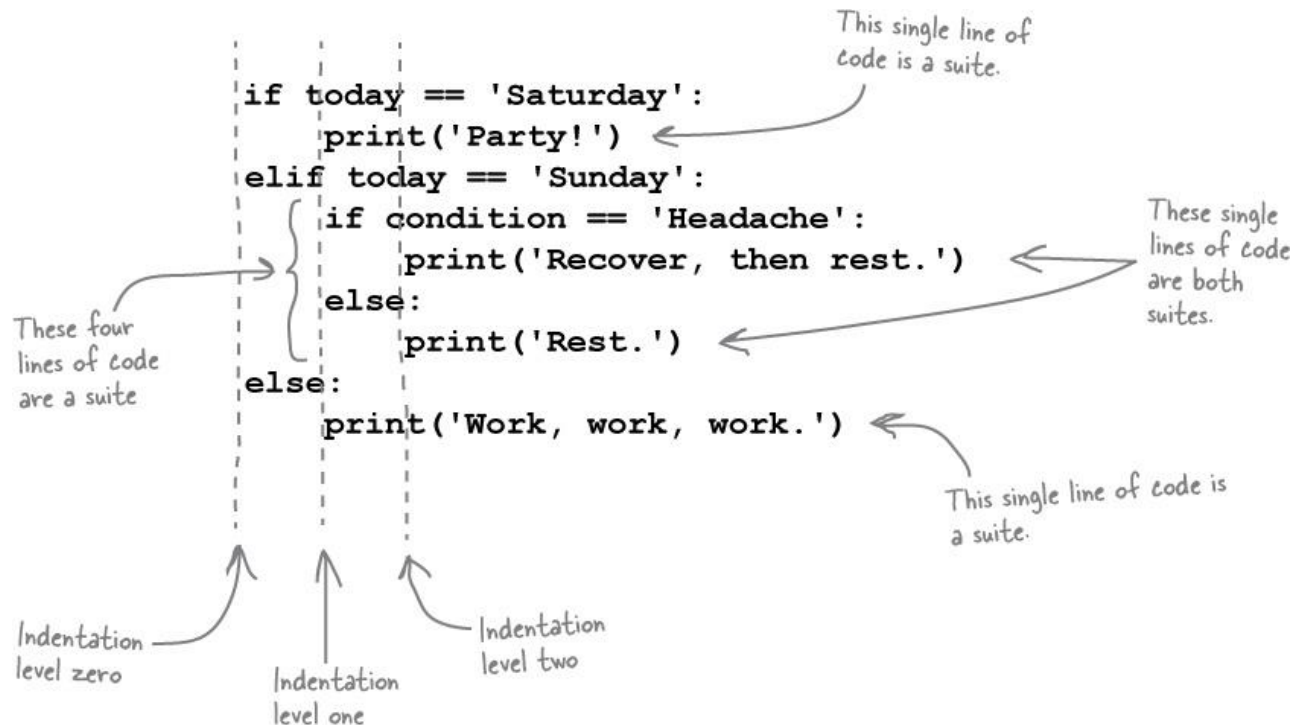 This single line of
code is a suite.
if today == 'Saturday':
    print('Party!')
elif today == 'Sunday':
    if condition == 'Headache':
        print('Recover, then rest.')
    else:
        print('Rest.')
else:
    print('Work, work, work.')
These single
lines of code
are both
suites.
These four
lines of code
are a suite
This single line of code is
a suite.
Indentation
level zero
Indentation
level one
Indentation
level two